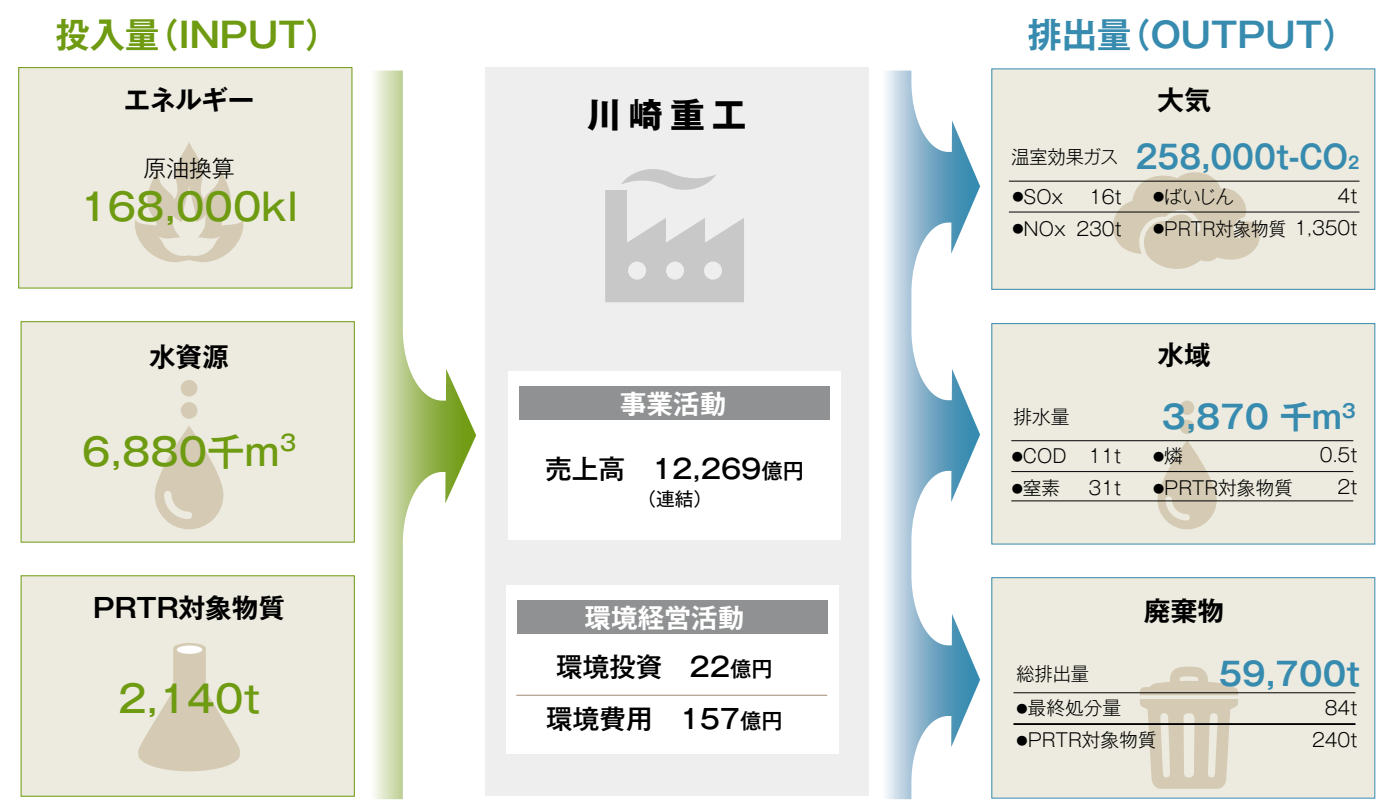 投入量（INPUT）
エネルギー
原油換算
168,000kl
水資源
6,880千m³
PRTR対象物質
2,140t
川崎重工
事業活動
売上高 12,269億円
（連結）
環境経営活動
環境投資 22億円
環境費用 157億円
排出量（OUTPUT）
大気
温室効果ガス 258,000t-CO₂
●SOx 16t ●ばいじん 4t
●NOx 230t ●PRTR対象物質 1,350t
水域
排水量 3,870 千m³
●COD 11t ●燐 0.5t
●窒素 31t ●PRTR対象物質 2t
廃棄物
総排出量 59,700t
●最終処分量 84t
●PRTR対象物質 240t